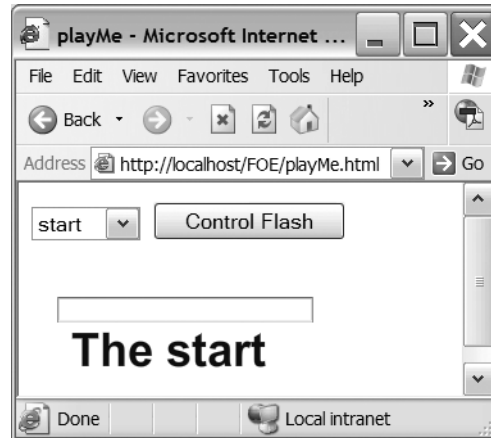 playMe - Microsoft Internet ...
File Edit View Favorites Tools Help
Back »
Address http://localhost/FOE/playMe.html Go
start Control Flash
The start
Done Local intranet